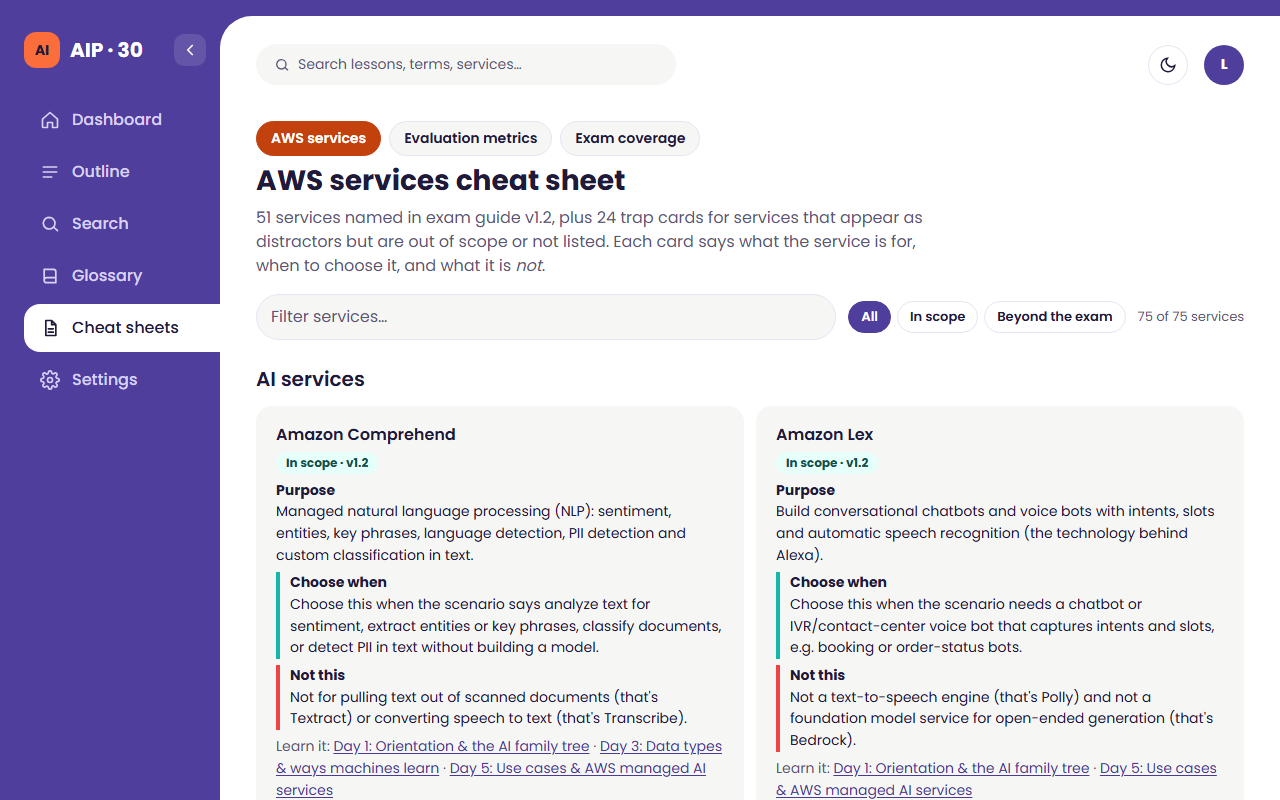 AI AIP · 30
Dashboard
Outline
Search
Glossary
Cheat sheets
Settings
Search lessons, terms, services...
L
AWS services
Evaluation metrics
Exam coverage
AWS services cheat sheet
51 services named in exam guide v1.2, plus 24 trap cards for services that appear as
distractors but are out of scope or not listed. Each card says what the service is for,
when to choose it, and what it is not.
Filter services...
All
In scope
Beyond the exam
75 of 75 services
AI services
Amazon Comprehend
In scope · v1.2
Purpose
Managed natural language processing (NLP): sentiment,
entities, key phrases, language detection, PII detection and
custom classification in text.
Choose when
Choose this when the scenario says analyze text for
sentiment, extract entities or key phrases, classify documents,
or detect PII in text without building a model.
Not this
Not for pulling text out of scanned documents (that's
Textract) or converting speech to text (that's Transcribe).
Learn it: Day 1: Orientation & the AI family tree · Day 3: Data types
& ways machines learn · Day 5: Use cases & AWS managed AI
services
Amazon Lex
In scope · v1.2
Purpose
Build conversational chatbots and voice bots with intents, slots
and automatic speech recognition (the technology behind
Alexa).
Choose when
Choose this when the scenario needs a chatbot or
IVR/contact-center voice bot that captures intents and slots,
e.g. booking or order-status bots.
Not this
Not a text-to-speech engine (that's Polly) and not a
foundation model service for open-ended generation (that's
Bedrock).
Learn it: Day 1: Orientation & the AI family tree · Day 5: Use cases
& AWS managed AI services